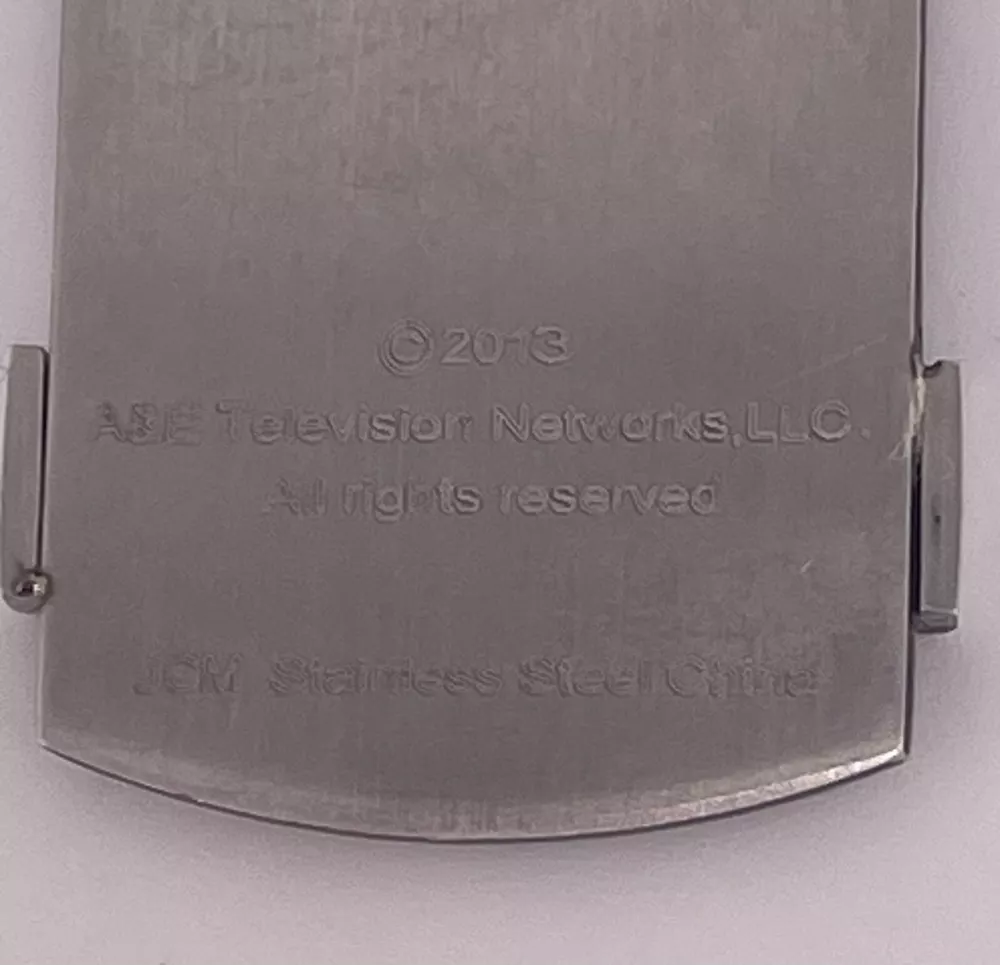 ©2013
A&E Television Networks,LLC.
All rights reserved
JCM Stainless Steel China